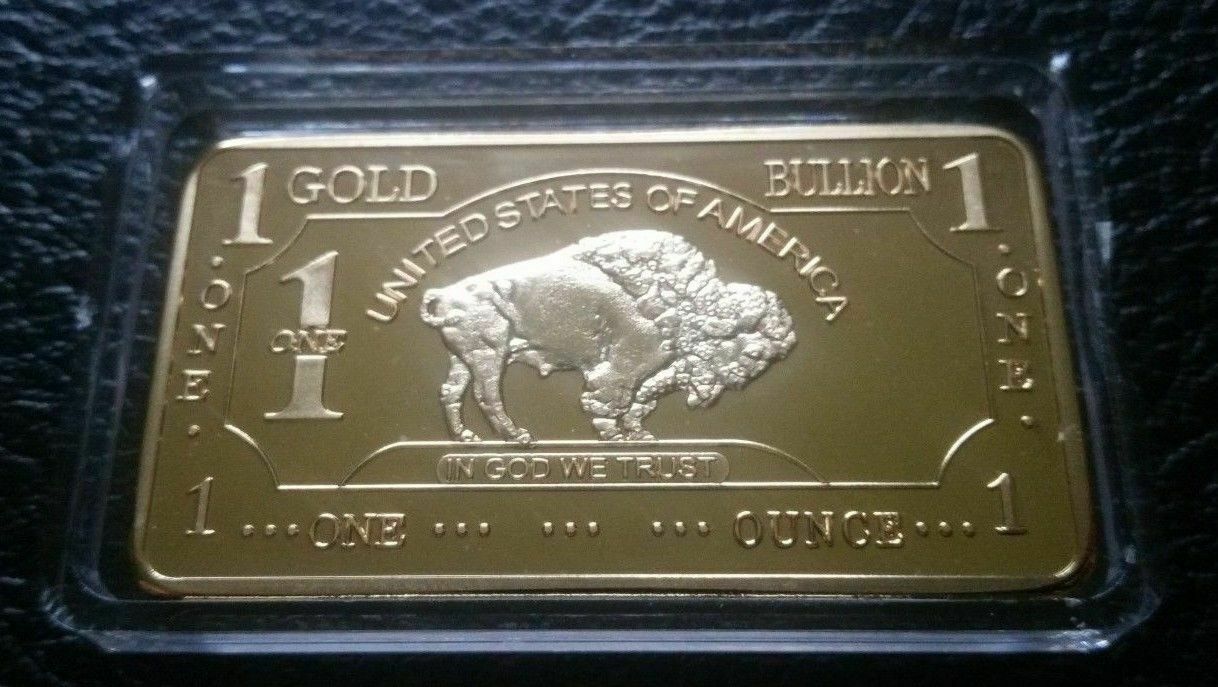 1 GOLD BULLION 1
UNITED STATES OF AMERICA
. ONE .
1
ONE
. ONE .
IN GOD WE TRUST
1 ... ONE ... ... ... OUNCE ... 1